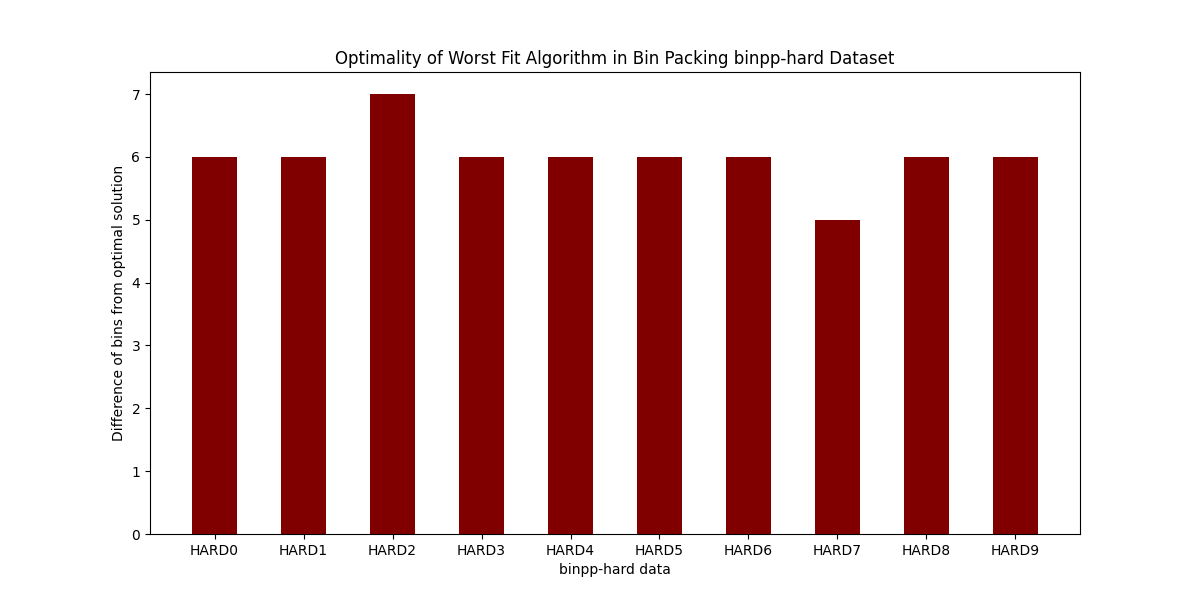 Optimality of Worst Fit Algorithm in Bin Packing binpp-hard Dataset
Difference of bins from optimal solution
7
6
5
4
3
2
1
0
HARD0 HARD1 HARD2 HARD3 HARD4 HARD5 HARD6 HARD7 HARD8 HARD9
binpp-hard data